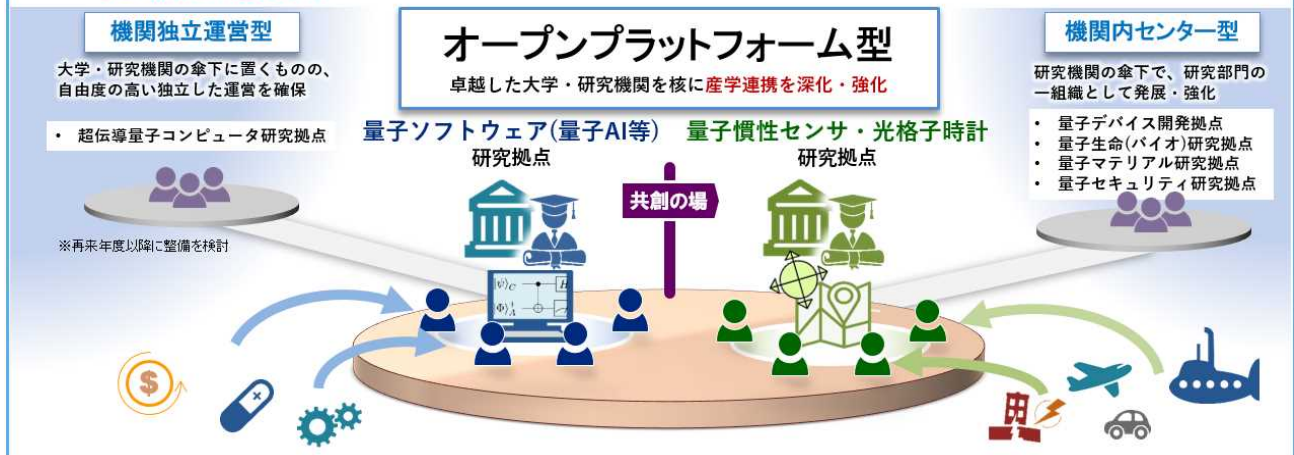 機関独立運営型
大学・研究機関の傘下に置くものの、
自由度の高い独立した運営を確保
• 超伝導量子コンピュータ研究拠点
※再来年度以降に整備を検討
オープンプラットフォーム型
卓越した大学・研究機関を核に産学連携を深化・強化
量子ソフトウェア(量子AI等)
研究拠点
量子慣性センサ・光格子時計
研究拠点
共創の場
|ψ⟩C
H
|Φ⟩
A
機関内センター型
研究機関の傘下で、研究部門の
一組織として発展・強化
• 量子デバイス開発拠点
• 量子生命(バイオ)研究拠点
• 量子マテリアル研究拠点
• 量子セキュリティ研究拠点
$